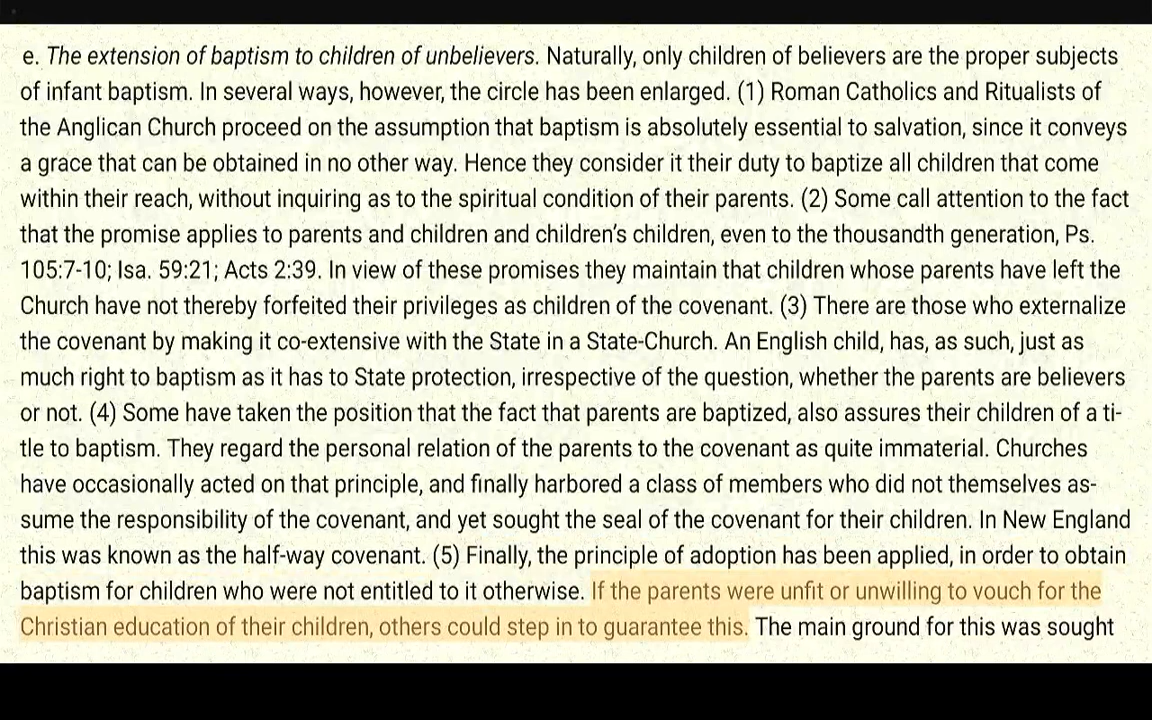 e. The extension of baptism to children of unbelievers. Naturally, only children of believers are the proper subjects
of infant baptism. In several ways, however, the circle has been enlarged. (1) Roman Catholics and Ritualists of
the Anglican Church proceed on the assumption that baptism is absolutely essential to salvation, since it conveys
a grace that can be obtained in no other way. Hence they consider it their duty to baptize all children that come
within their reach, without inquiring as to the spiritual condition of their parents. (2) Some call attention to the fact
that the promise applies to parents and children and children’s children, even to the thousandth generation, Ps.
105:7-10; Isa. 59:21; Acts 2:39. In view of these promises they maintain that children whose parents have left the
Church have not thereby forfeited their privileges as children of the covenant. (3) There are those who externalize
the covenant by making it co-extensive with the State in a State-Church. An English child, has, as such, just as
much right to baptism as it has to State protection, irrespective of the question, whether the parents are believers
or not. (4) Some have taken the position that the fact that parents are baptized, also assures their children of a ti-
tle to baptism. They regard the personal relation of the parents to the covenant as quite immaterial. Churches
have occasionally acted on that principle, and finally harbored a class of members who did not themselves as-
sume the responsibility of the covenant, and yet sought the seal of the covenant for their children. In New England
this was known as the half-way covenant. (5) Finally, the principle of adoption has been applied, in order to obtain
baptism for children who were not entitled to it otherwise. If the parents were unfit or unwilling to vouch for the
Christian education of their children, others could step in to guarantee this. The main ground for this was sought